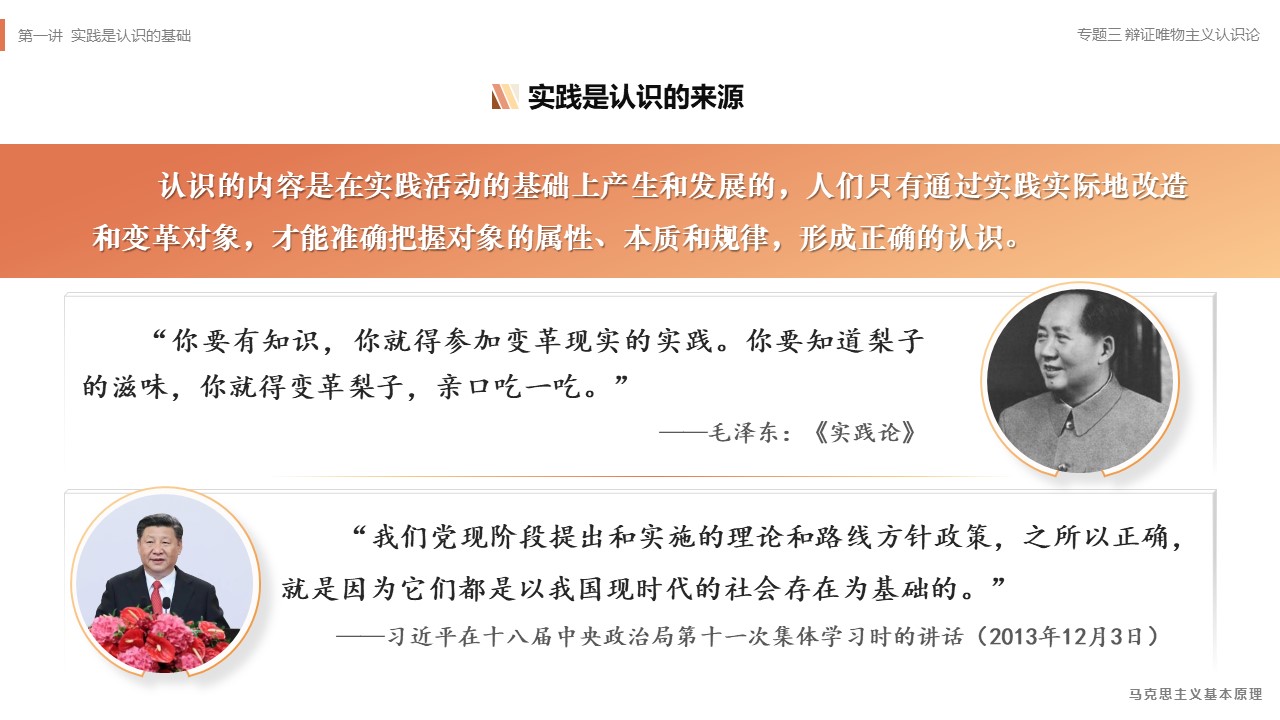 第一讲 实践是认识的基础
专题三 辩证唯物主义认识论
实践是认识的来源
认识的内容是在实践活动的基础上产生和发展的，人们只有通过实践实际地改造
和变革对象，才能准确把握对象的属性、本质和规律，形成正确的认识。
“你要有知识，你就得参加变革现实的实践。你要知道梨子
的滋味，你就得变革梨子，亲口吃一吃。”
——毛泽东：《实践论》
“我们党现阶段提出和实施的理论和路线方针政策，之所以正确，
就是因为它们都是以我国现时代的社会存在为基础的。”
——习近平在十八届中央政治局第十一次集体学习时的讲话（2013年12月3日）
马克思主义基本原理